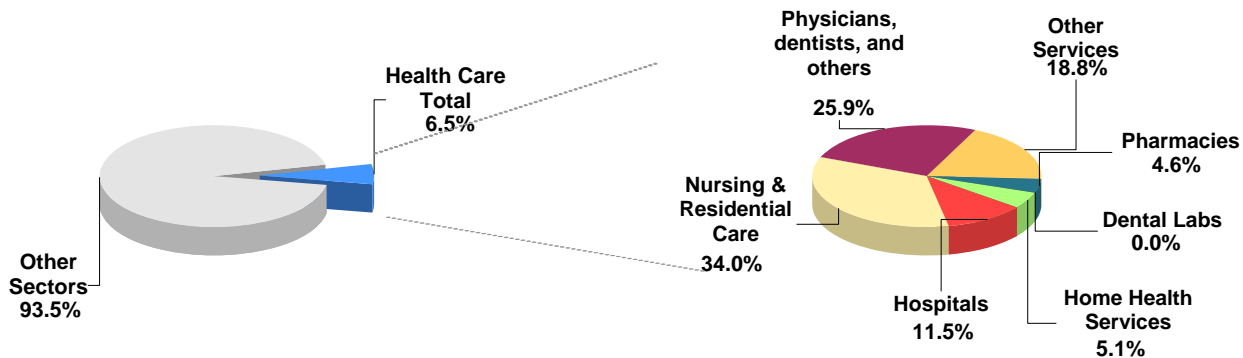 Health Care
Total
6.5%
Other
Sectors
93.5%
Physicians,
dentists, and
others
25.9%
Other
Services
18.8%
Pharmacies
4.6%
Dental Labs
0.0%
Home Health
Services
5.1%
Hospitals
11.5%
Nursing &
Residential
Care
34.0%